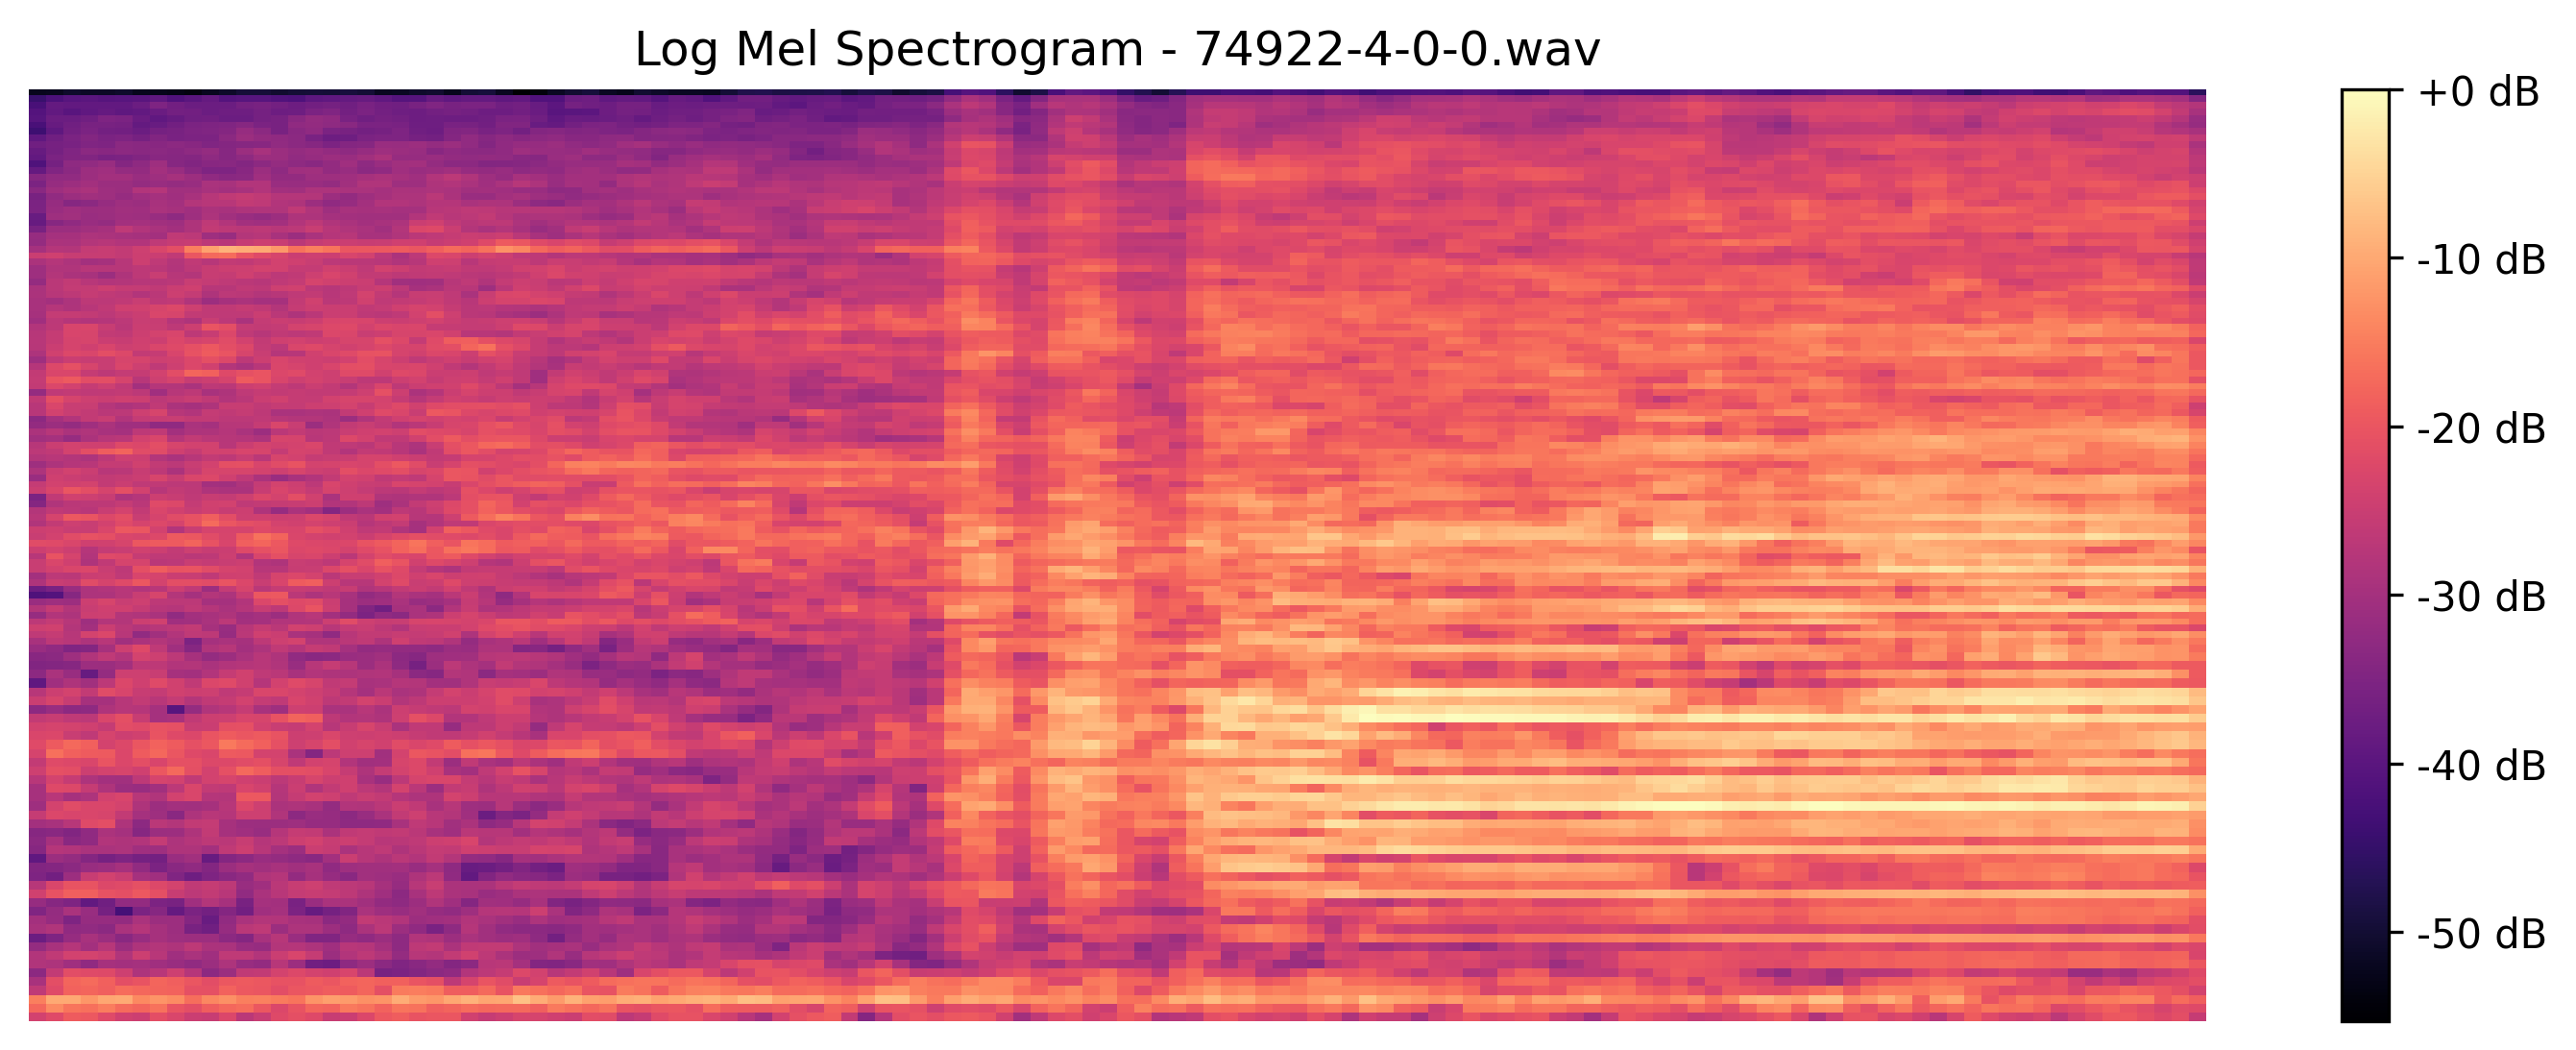 Log Mel Spectrogram - 74922-4-0-0.wav
+0 dB
-10 dB
-20 dB
-30 dB
-40 dB
-50 dB